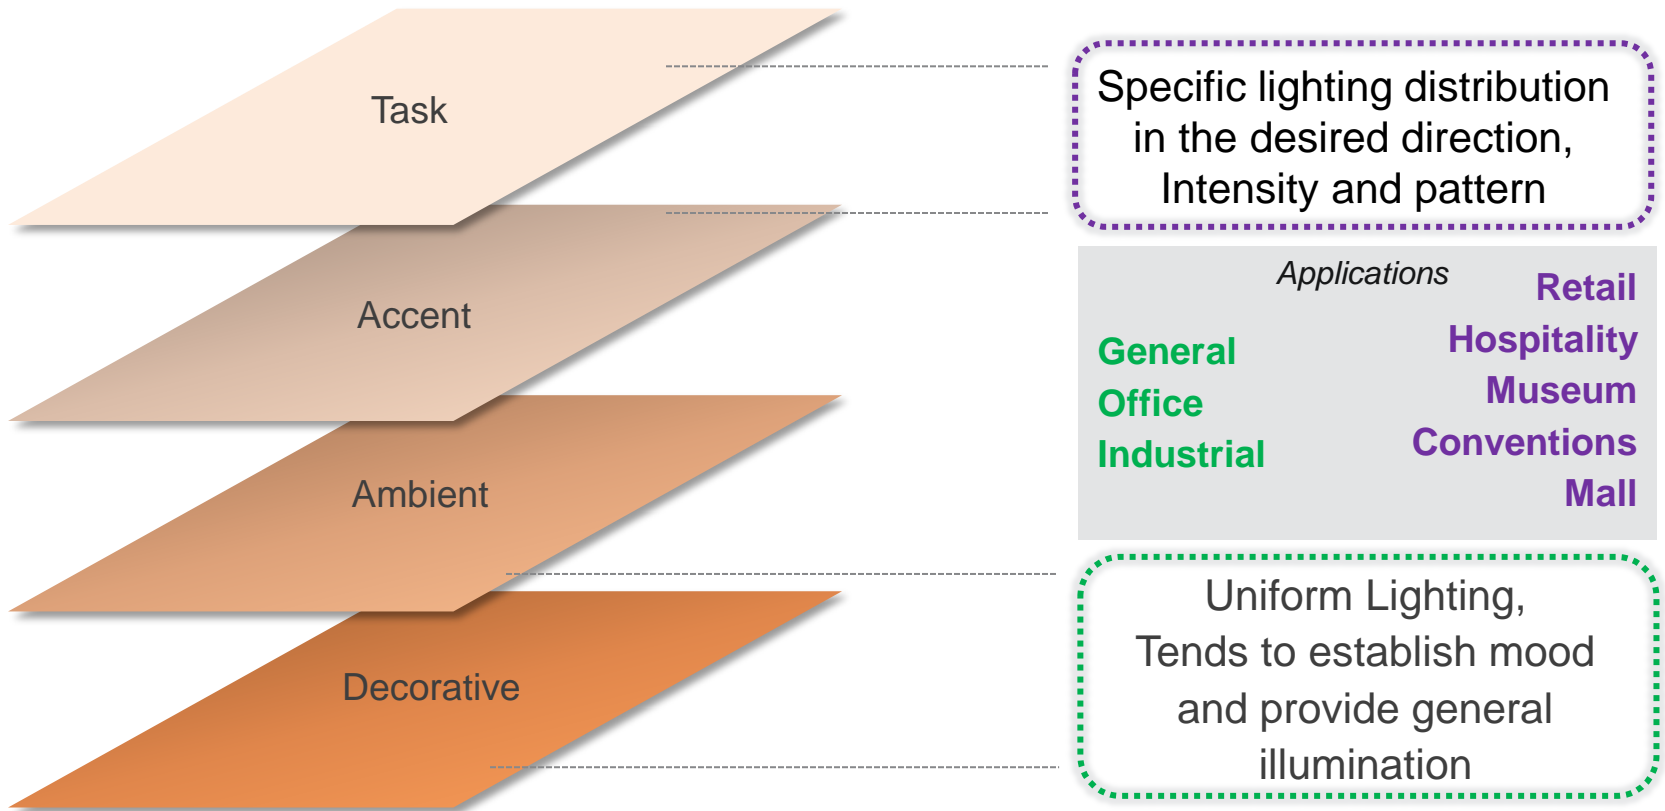 Task
Accent
Ambient
Decorative
Specific lighting distribution
in the desired direction,
Intensity and pattern
Applications
General
Office
Industrial
Retail
Hospitality
Museum
Conventions
Mall
Uniform Lighting,
Tends to establish mood
and provide general
illumination